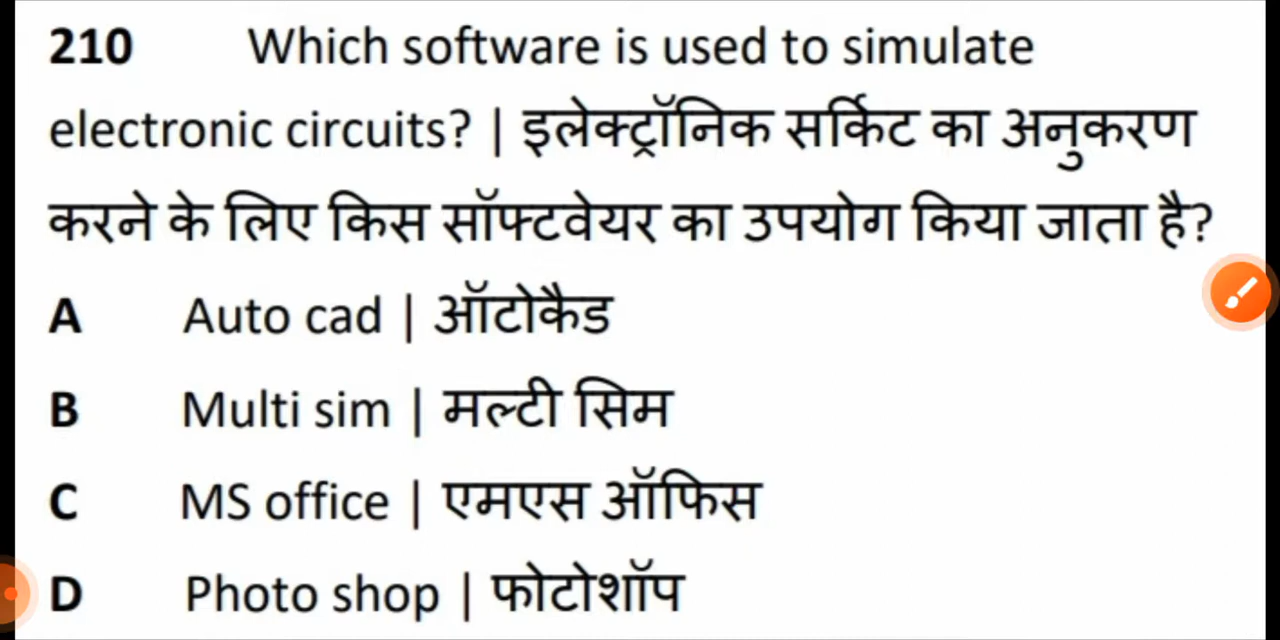 210 Which software is used to simulate
electronic circuits? | इलेक्ट्रॉनिक सर्किट का अनुकरण
करने के लिए किस सॉफ्टवेयर का उपयोग किया जाता है?
A Auto cad | ऑटोकैड
B Multi sim | मल्टी सिम
C MS office | एमएस ऑफिस
D Photo shop | फोटोशॉप